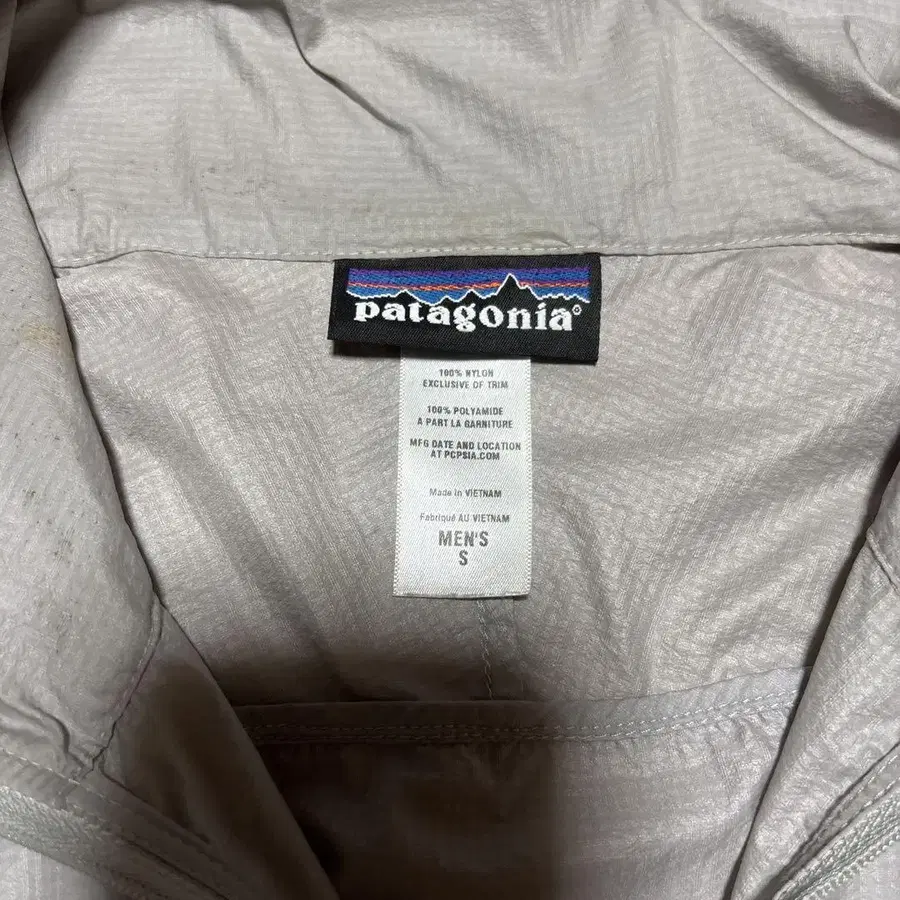 patagonia®
100% NYLON
EXCLUSIVE OF TRIM
100% POLYAMIDE
A PART LA GARNITURE
MFG DATE AND LOCATION
AT PCPSIA.COM
Made in VIETNAM
Fabriqué AU VIETNAM
MEN'S
S